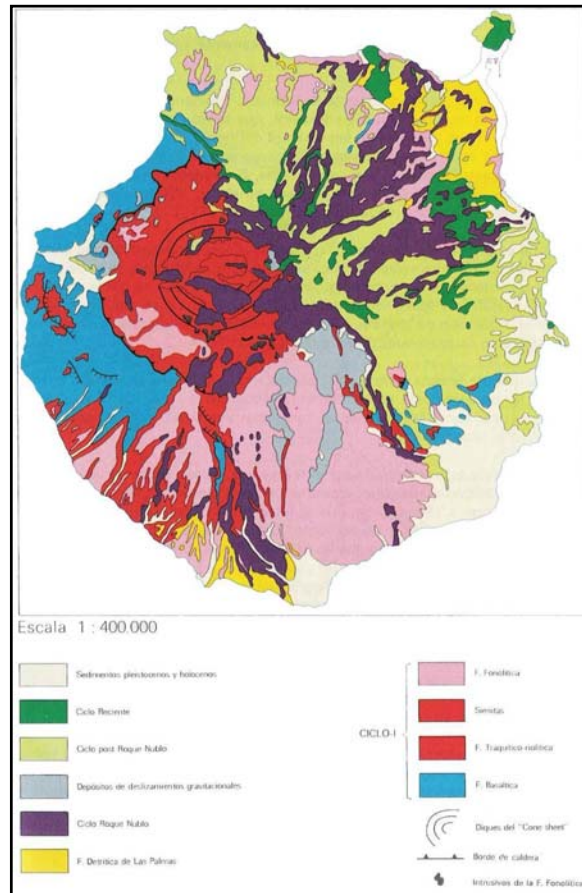 Escala 1 : 400.000
Sedimentos pleistocenos y holocenos
Ciclo Reciente
Ciclo post Roque Nublo
Depósitos de deslizamientos gravitacionales
Ciclo Roque Nublo
F. Detrítica de Las Palmas
CICLO-I
F. Fonolítica
Sienitas
F. Traquítico-riolítica
F. Basáltica
Diques del "Cone sheet"
Borde de caldera
Intrusivos de la F. Fonolítica